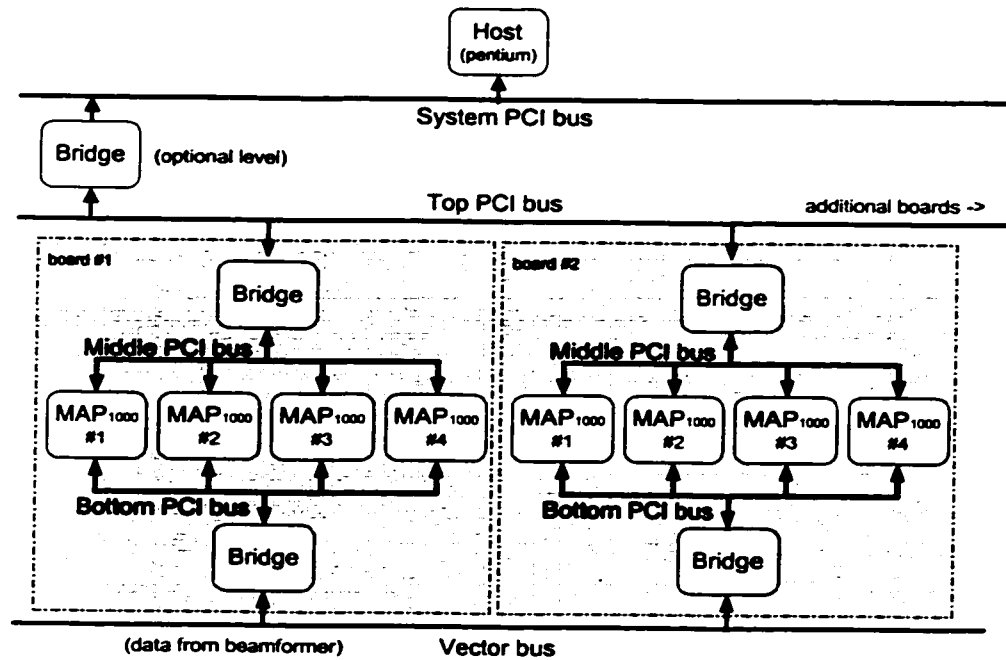 Host
(pentium)
System PCI bus
Bridge
(optional level)
Top PCI bus
additional boards ->
board #1
Bridge
Middle PCI bus
MAP1000
#1
MAP1000
#2
MAP1000
#3
MAP1000
#4
Bottom PCI bus
Bridge
board #2
Bridge
Middle PCI bus
MAP1000
#1
MAP1000
#2
MAP1000
#3
MAP1000
#4
Bottom PCI bus
Bridge
(data from beamformer)
Vector bus